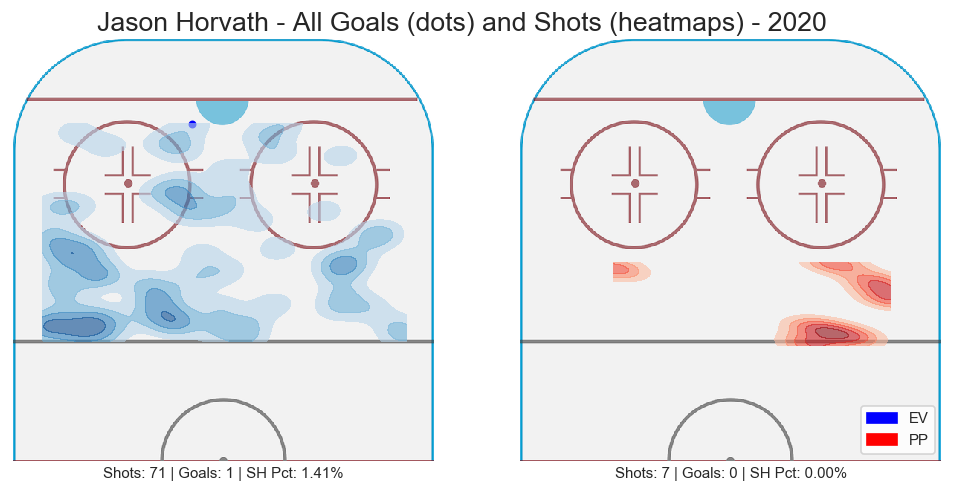 Jason Horvath - All Goals (dots) and Shots (heatmaps) - 2020
EV
PP
Shots: 71 | Goals: 1 | SH Pct: 1.41%
Shots: 7 | Goals: 0 | SH Pct: 0.00%